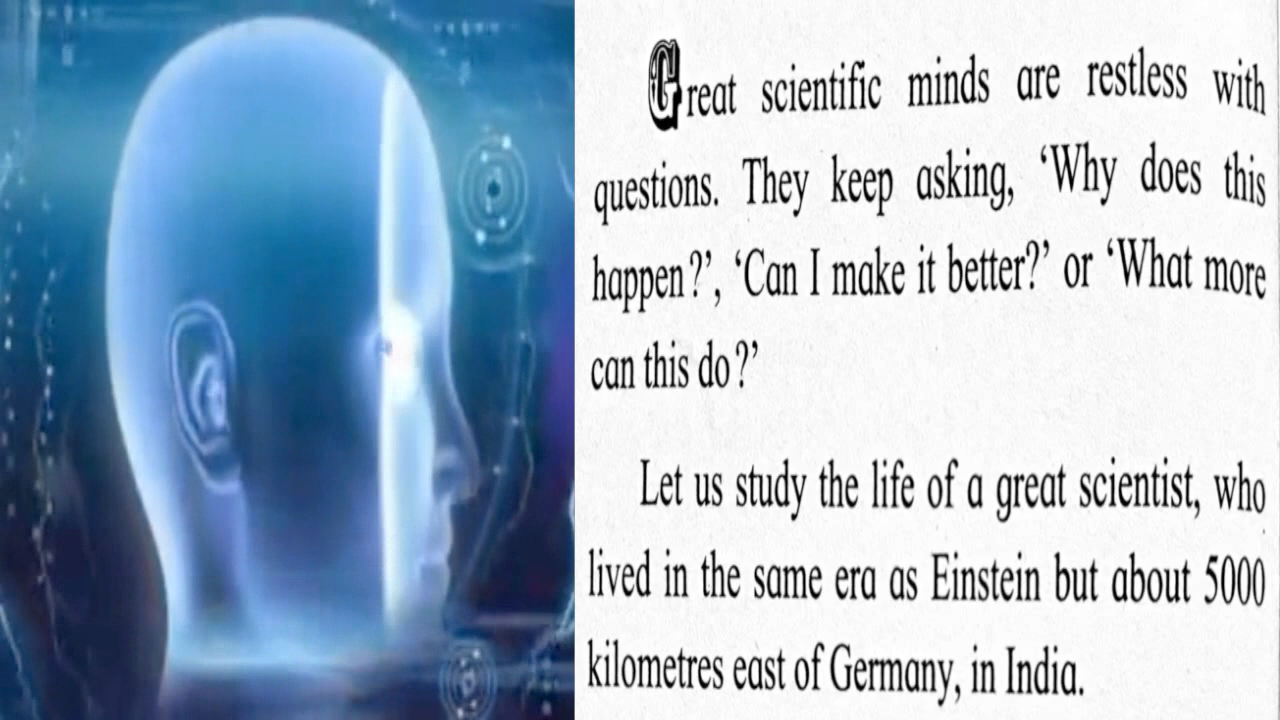 Great scientific minds are restless with
questions. They keep asking, ‘Why does this
happen?’, ‘Can I make it better?’ or ‘What more
can this do?’
Let us study the life of a great scientist, who
lived in the same era as Einstein but about 5000
kilometres east of Germany, in India.